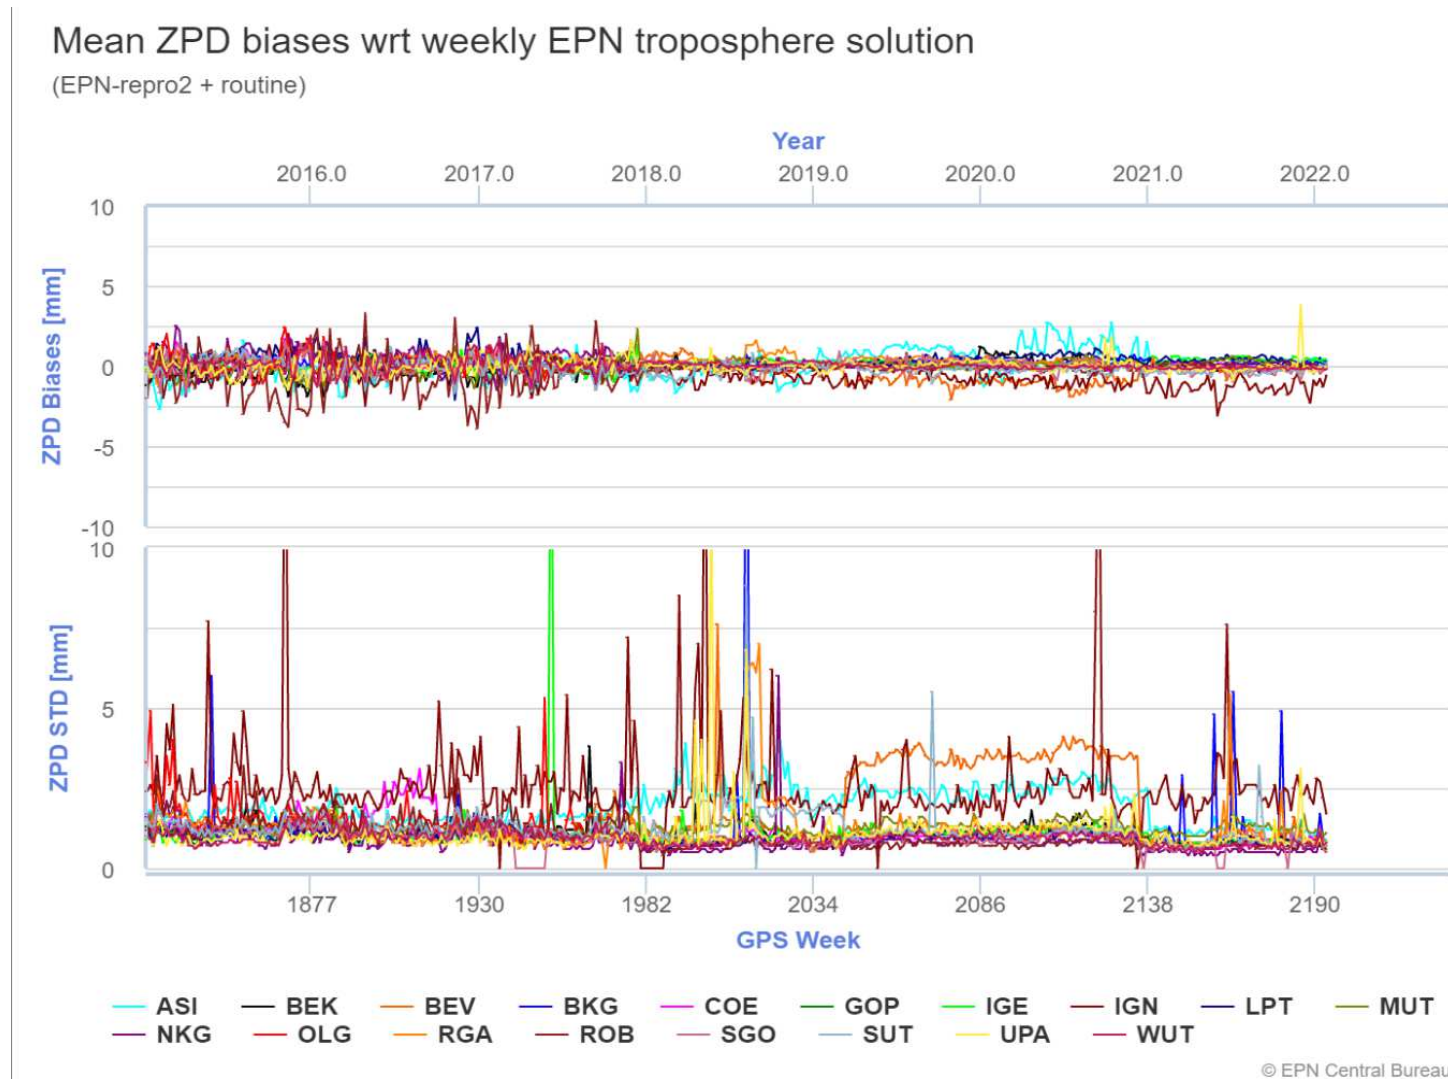 Mean ZPD biases wrt weekly EPN troposphere solution
(EPN-repro2 + routine)
Year
2016.0 2017.0 2018.0 2019.0 2020.0 2021.0 2022.0
10
5
0
-5
-10
ZPD Biases [mm]
10
5
0
ZPD STD [mm]
1877 1930 1982 2034 2086 2138 2190
GPS Week
ASI BEK BEV BKG COE GOP IGE IGN LPT MUT
NKG OLG RGA ROB SGO SUT UPA WUT
© EPN Central Bureau